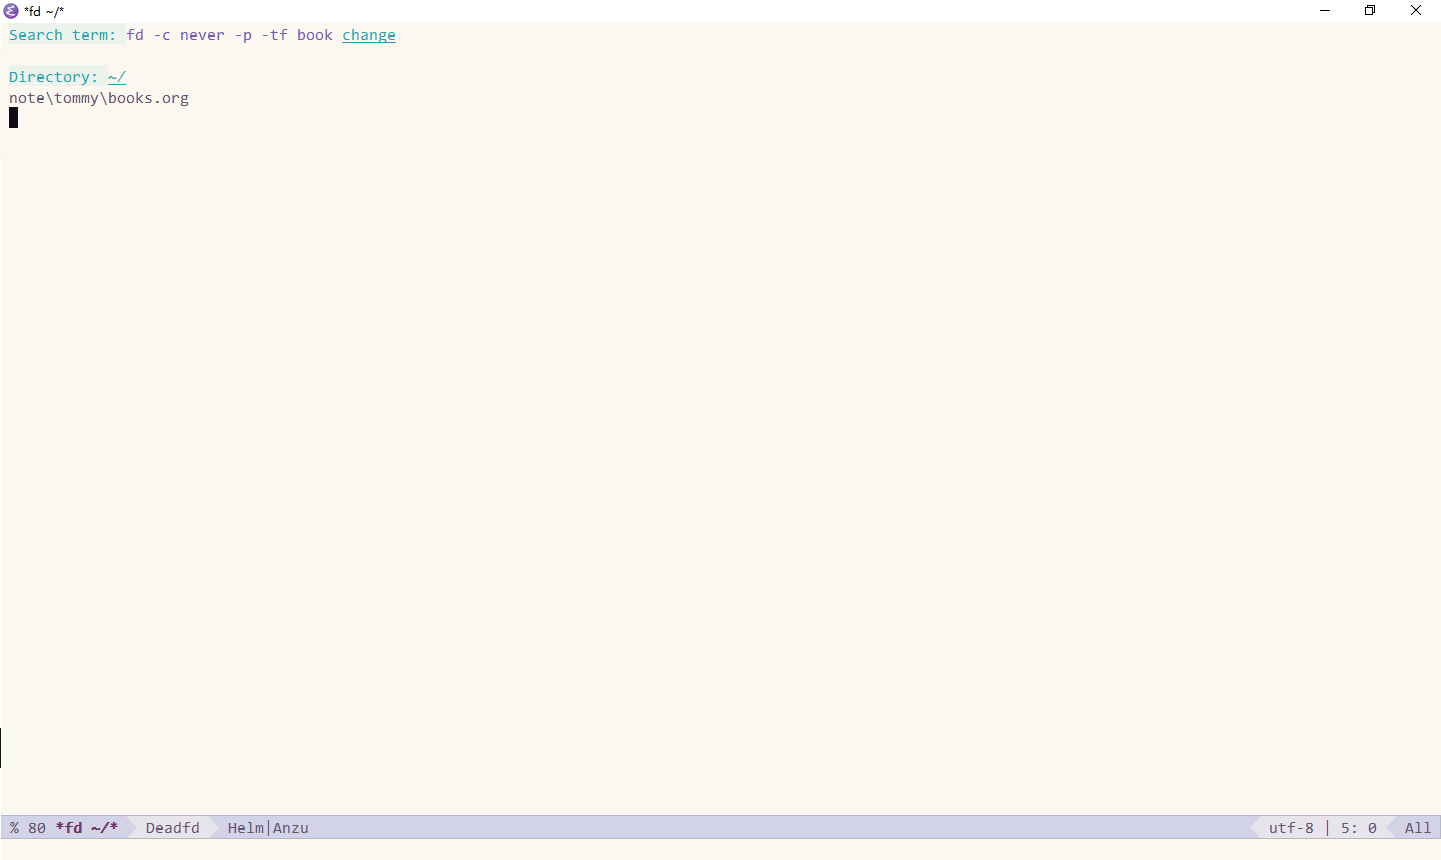 *fd ~/*
Search term: fd -c never -p -tf book change
Directory: ~/
note\tommy\books.org
% 80 *fd ~/* Deadfd Helm|Anzu utf-8 | 5: 0 All